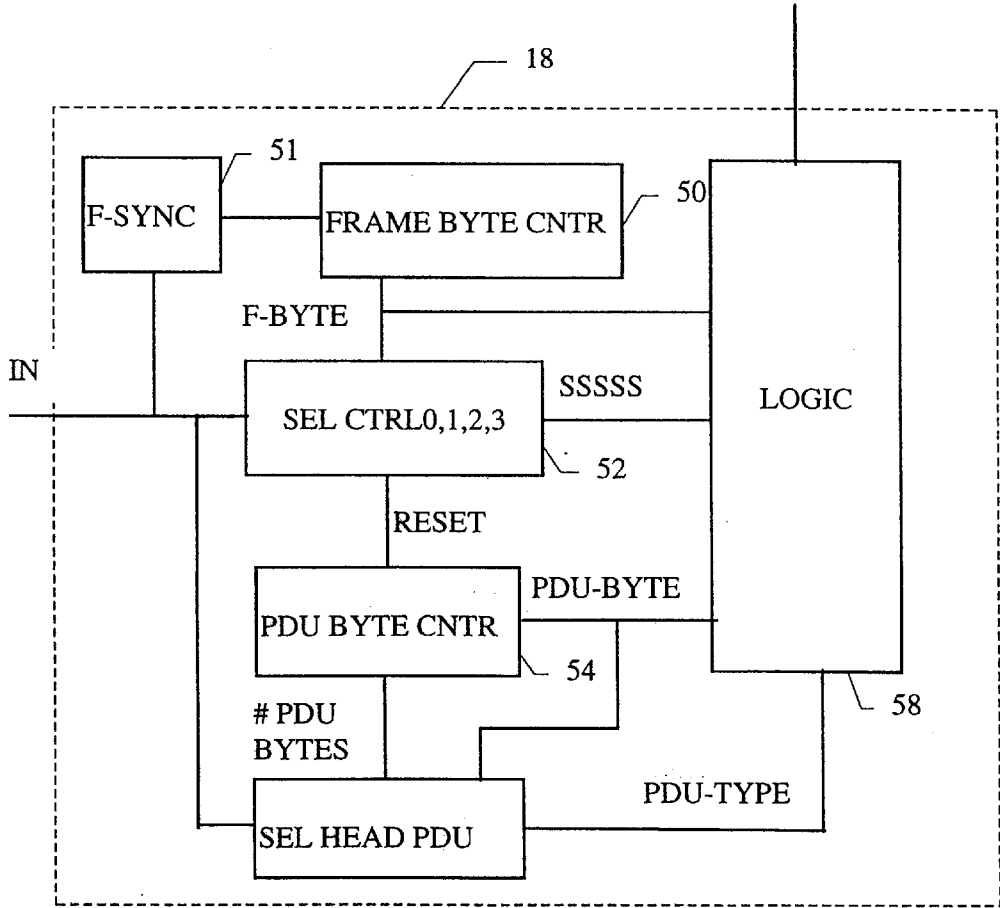 18
51
F-SYNC
FRAME BYTE CNTR
50
F-BYTE
IN
SEL CTRL0,1,2,3
SSSSS
LOGIC
52
RESET
PDU-BYTE
PDU BYTE CNTR
54
58
# PDU
BYTES
PDU-TYPE
SEL HEAD PDU